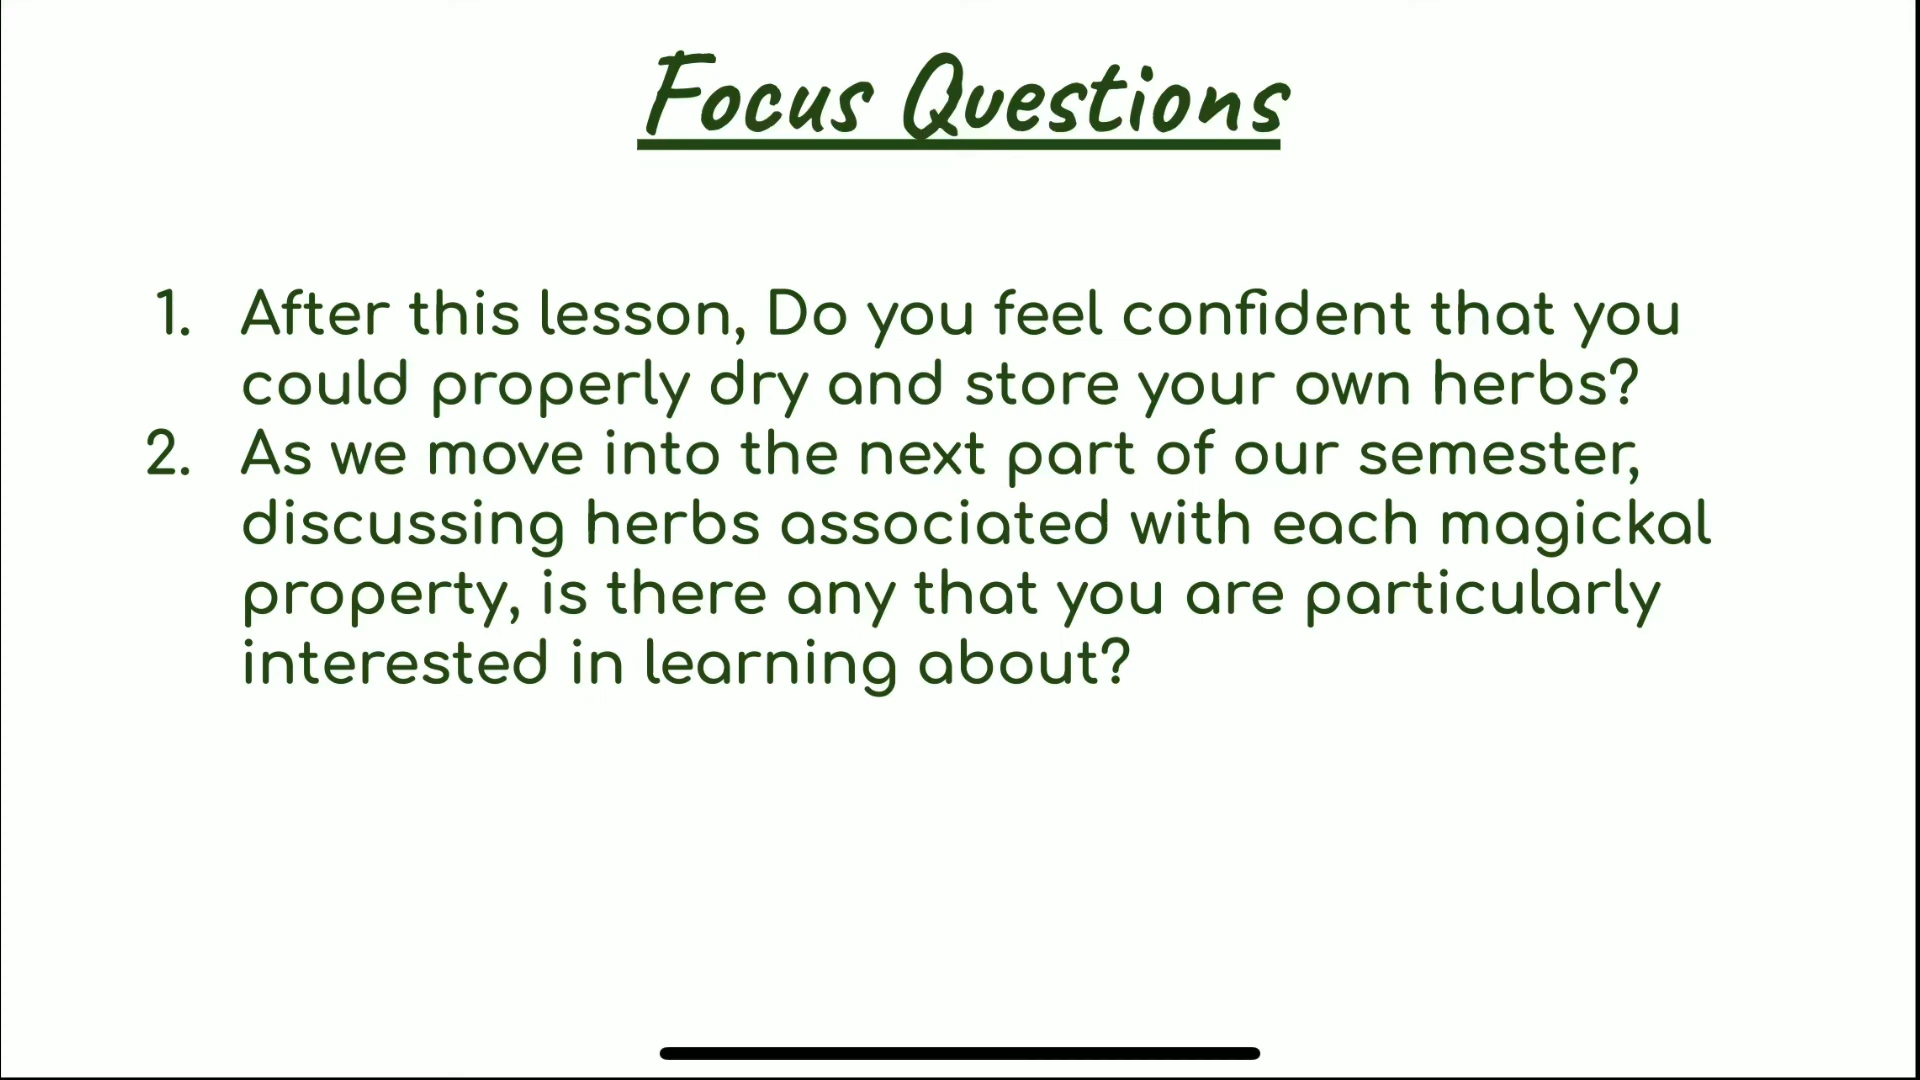 Focus Questions
1. After this lesson, Do you feel confident that you
could properly dry and store your own herbs?
2. As we move into the next part of our semester,
discussing herbs associated with each magickal
property, is there any that you are particularly
interested in learning about?